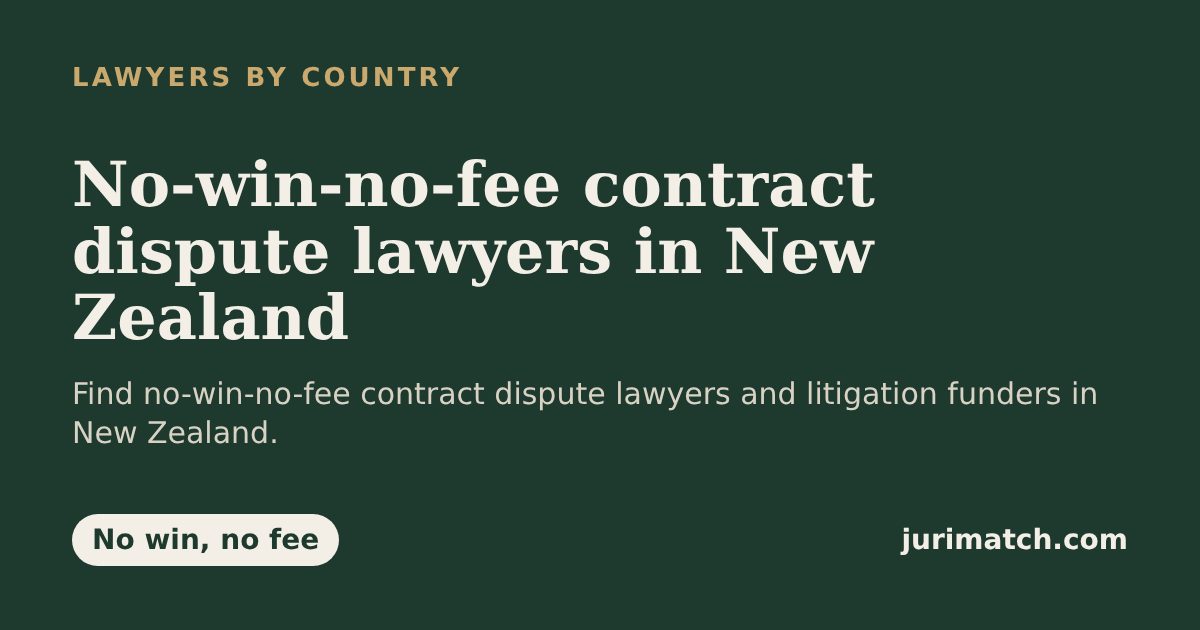 LAWYERS BY COUNTRY
No-win-no-fee contract
dispute lawyers in New
Zealand
Find no-win-no-fee contract dispute lawyers and litigation funders in
New Zealand.
No win, no fee
jurimatch.com